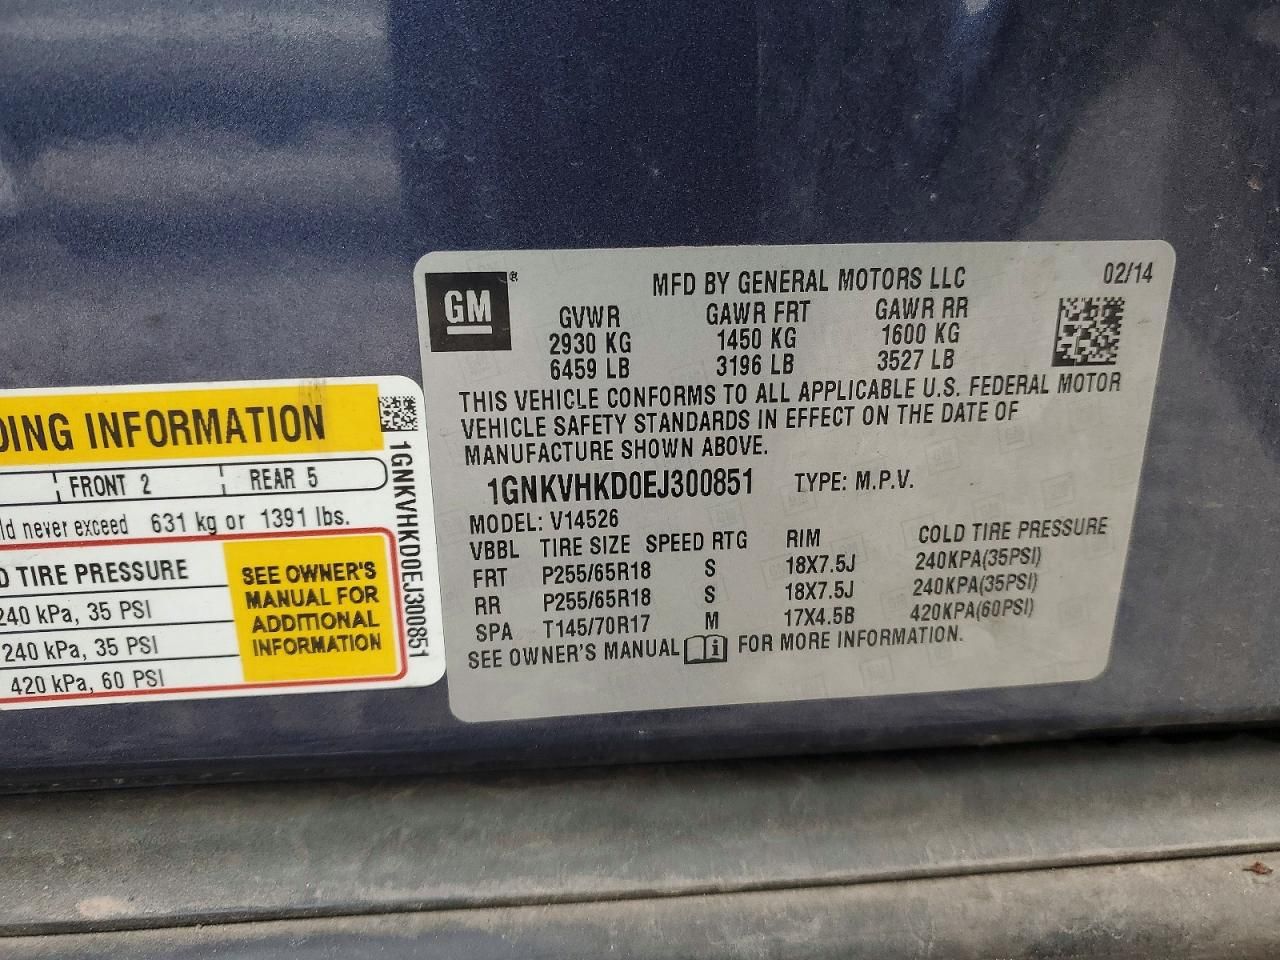 DING INFORMATION
FRONT 2 REAR 5
ld never exceed 631 kg or 1391 lbs.
D TIRE PRESSURE
240 kPa, 35 PSI
240 kPa, 35 PSI
420 kPa, 60 PSI
SEE OWNER'S
MANUAL FOR
ADDITIONAL
INFORMATION
1GNKVHKD0EJ300851
GM®
MFD BY GENERAL MOTORS LLC 02/14
GVWR GAWR FRT GAWR RR
2930 KG 1450 KG 1600 KG
6459 LB 3196 LB 3527 LB
THIS VEHICLE CONFORMS TO ALL APPLICABLE U.S. FEDERAL MOTOR
VEHICLE SAFETY STANDARDS IN EFFECT ON THE DATE OF
MANUFACTURE SHOWN ABOVE.
1GNKVHKD0EJ300851 TYPE: M.P.V.
MODEL: V14526
VBBL TIRE SIZE SPEED RTG RIM COLD TIRE PRESSURE
FRT P255/65R18 S 18X7.5J 240KPA(35PSI)
RR P255/65R18 S 18X7.5J 240KPA(35PSI)
SPA T145/70R17 M 17X4.5B 420KPA(60PSI)
SEE OWNER'S MANUAL FOR MORE INFORMATION.